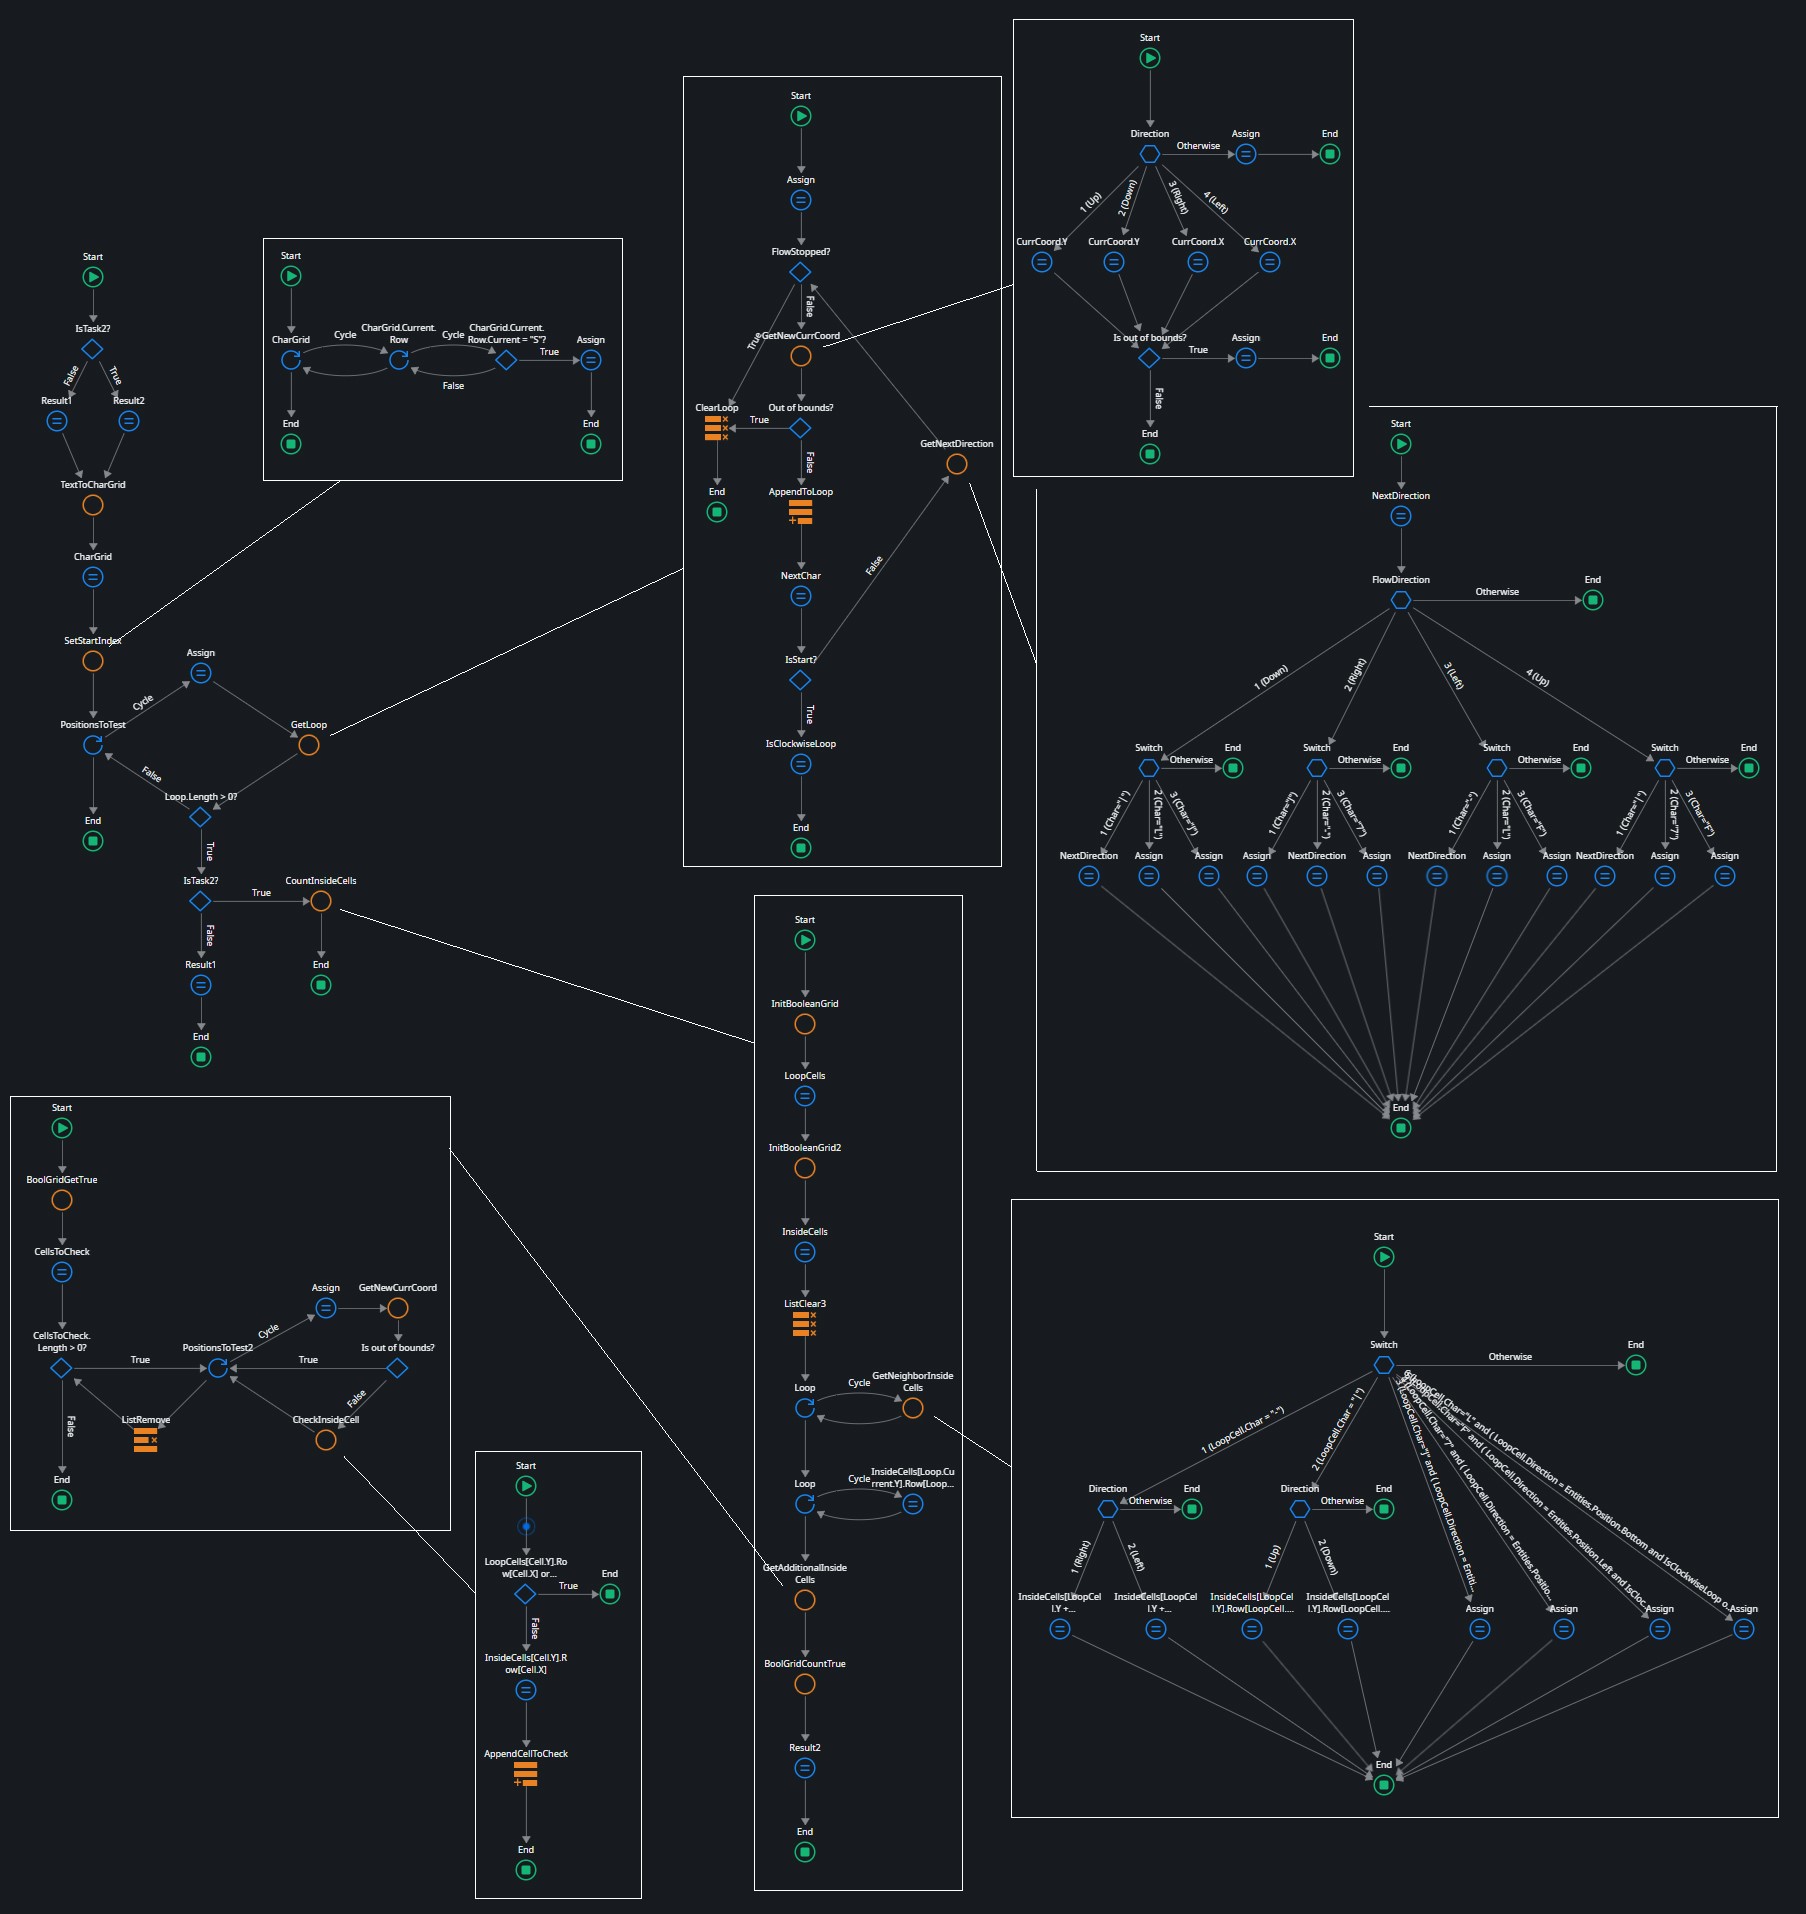 Start
IsTask2?
False
True
Result1
Result2
TextToCharGrid
CharGrid
SetStartIndex
Assign
Cycle
PositionsToTest
GetLoop
False
Loop.Length > 0?
End
True
IsTask2?
True
CountInsideCells
False
Result1
End
End
Start
CharGrid
Cycle
CharGrid.Current.
Row
Cycle
CharGrid.Current.
Row.Current = "S"?
True
Assign
False
End
End
Start
Assign
FlowStopped?
False
True
GetNewCurrCoord
ClearLoop
True
Out of bounds?
False
GetNextDirection
End
AppendToLoop
NextChar
False
IsStart?
True
IsClockwiseLoop
End
Start
Direction
Otherwise
Assign
End
1 (Up)
2 (Down)
3 (Right)
4 (Left)
CurrCoord.Y
CurrCoord.Y
CurrCoord.X
CurrCoord.X
Is out of bounds?
True
Assign
End
False
End
Start
NextDirection
FlowDirection
Otherwise
End
1 (Down)
2 (Right)
3 (Left)
4 (Up)
Switch
Otherwise
End
Switch
Otherwise
End
Switch
Otherwise
End
Switch
Otherwise
End
1 (Char="|")
2 (Char="L")
3 (Char="J")
1 (Char="J")
2 (Char="-")
3 (Char="7")
1 (Char="-")
2 (Char="L")
3 (Char="F")
1 (Char="|")
2 (Char="7")
3 (Char="F")
NextDirection
Assign
Assign
Assign
NextDirection
Assign
NextDirection
Assign
Assign
NextDirection
Assign
Assign
End
Start
InitBooleanGrid
LoopCells
InitBooleanGrid2
InsideCells
ListClear3
Loop
Cycle
GetNeighborInside
Cells
Loop
Cycle
InsideCells[Loop.Cu
rrent.Y].Row[Loop...
GetAdditionalInside
Cells
BoolGridCountTrue
Result2
End
Start
BoolGridGetTrue
CellsToCheck
CellsToCheck.
Length > 0?
True
PositionsToTest2
Cycle
Assign
GetNewCurrCoord
True
Is out of bounds?
False
ListRemove
CheckInsideCell
False
End
Start
LoopCells[Cell.Y].Ro
w[Cell.X] or...
True
End
False
InsideCells[Cell.Y].R
ow[Cell.X]
AppendCellToCheck
End
Start
Switch
Otherwise
End
1 (LoopCell.Char = "-")
2 (LoopCell.Char = "|")
(LoopCell.Char="J" and ( LoopCell.Direction = Entiti...
LoopCell.Char="7" and ( LoopCell.Direction = Entities.Positio...
LoopCell.Char="F" and ( LoopCell.Direction = Entities.Position.Left and IsCloc...
LoopCell.Char="L" and ( LoopCell.Direction = Entities.Position.Bottom and IsClockwiseLoop o...
Direction
Otherwise
End
Direction
Otherwise
End
1 (Right)
2 (Left)
1 (Up)
2 (Down)
InsideCells[LoopCel
l.Y +...
InsideCells[LoopCel
l.Y +...
InsideCells[LoopCel
l.Y].Row[LoopCell....
InsideCells[LoopCel
l.Y].Row[LoopCell....
Assign
Assign
Assign
Assign
End